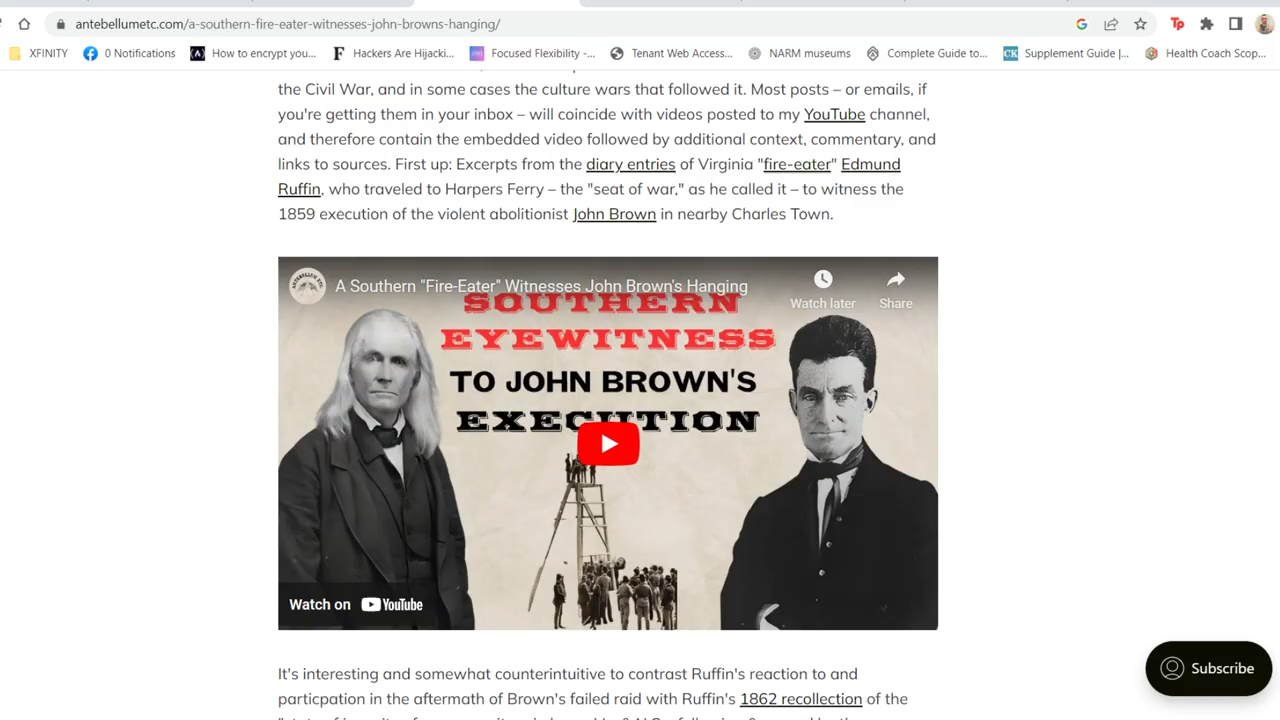 antebellumetc.com/a-southern-fire-eater-witnesses-john-browns-hanging/
XFINITY
0 Notifications
How to encrypt you...
Hackers Are Hijacki...
Focused Flexibility -...
Tenant Web Access...
NARM museums
Complete Guide to...
Supplement Guide |...
Health Coach Scop...
the Civil War, and in some cases the culture wars that followed it. Most posts – or emails, if
you're getting them in your inbox – will coincide with videos posted to my YouTube channel,
and therefore contain the embedded video followed by additional context, commentary, and
links to sources. First up: Excerpts from the diary entries of Virginia "fire-eater" Edmund
Ruffin, who traveled to Harpers Ferry – the "seat of war," as he called it – to witness the
1859 execution of the violent abolitionist John Brown in nearby Charles Town.
A Southern "Fire-Eater" Witnesses John Brown's Hanging
Watch later
Share
SOUTHERN
EYEWITNESS
TO JOHN BROWN'S
EXECUTION
Watch on YouTube
It's interesting and somewhat counterintuitive to contrast Ruffin's reaction to and
particpation in the aftermath of Brown's failed raid with Ruffin's 1862 recollection of the
Subscribe